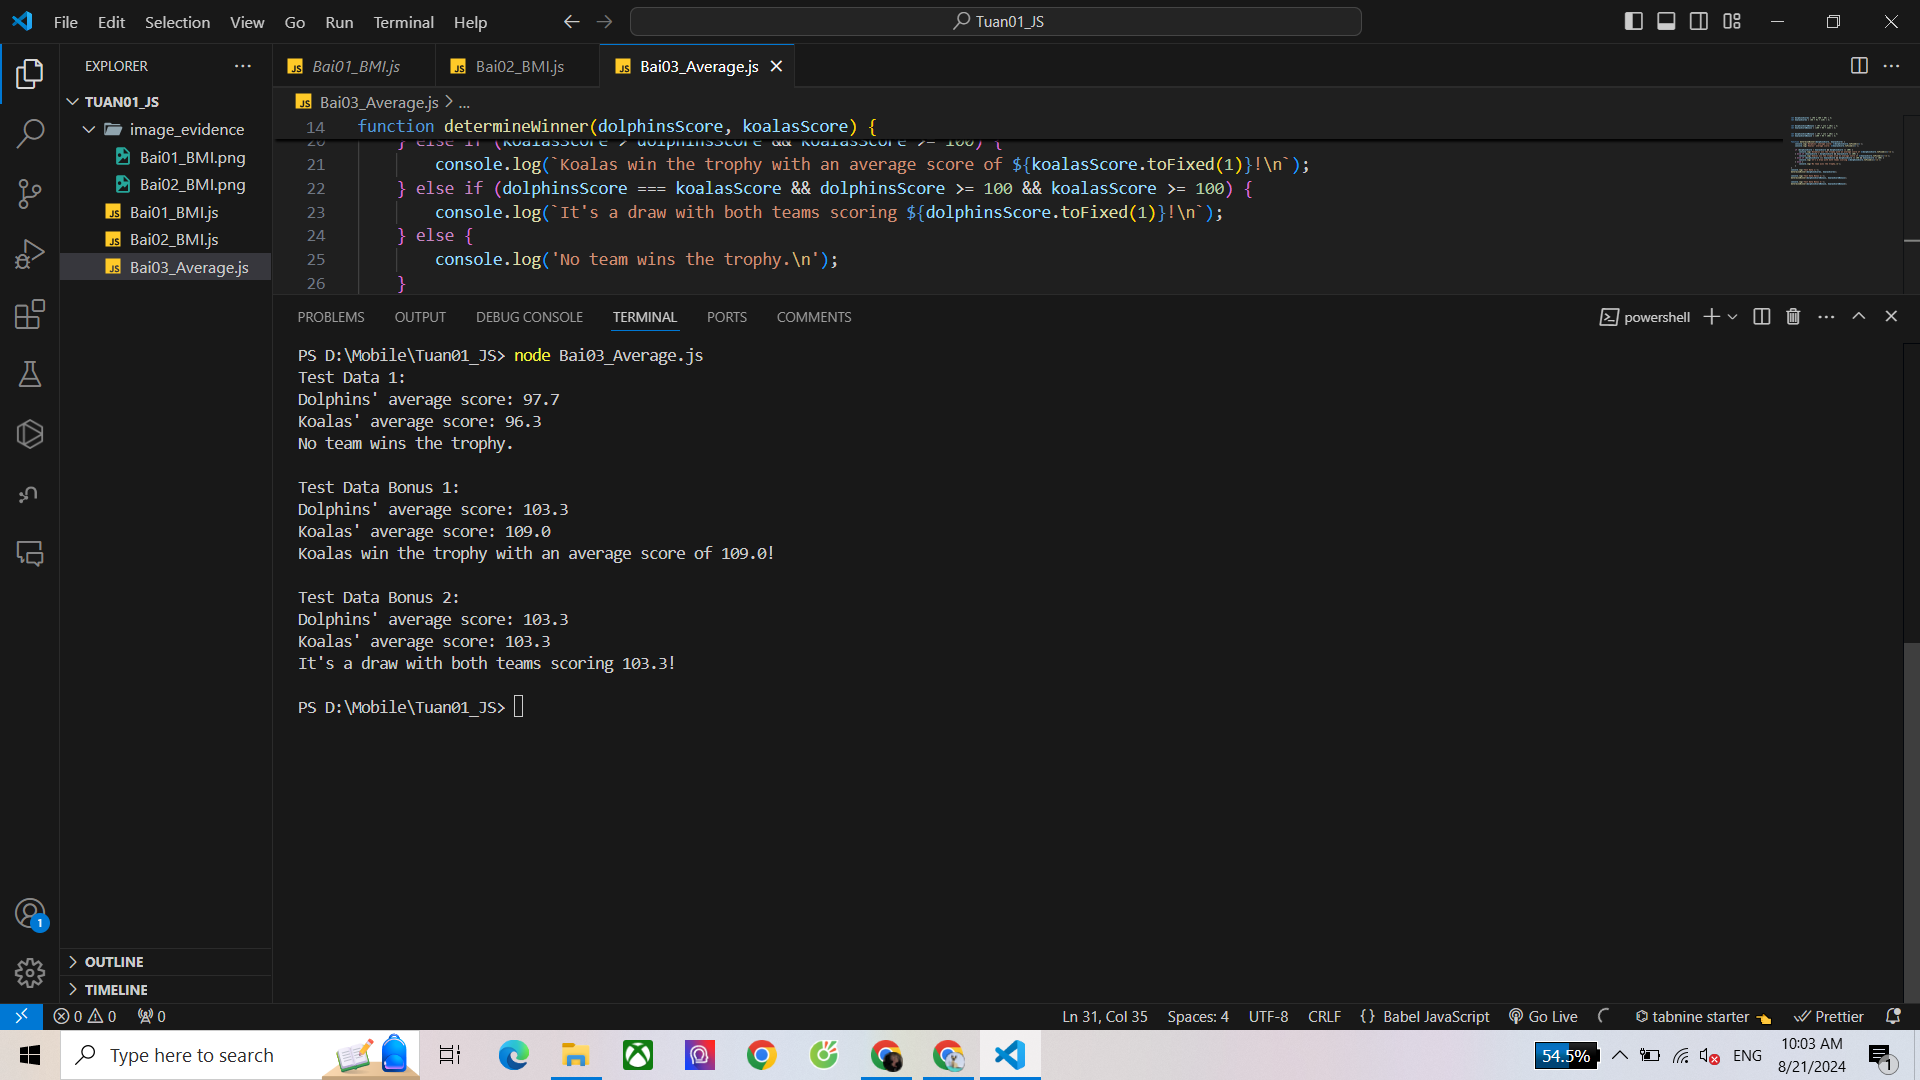 File Edit Selection View Go Run Terminal Help
Tuan01_JS
EXPLORER
TUAN01_JS
image_evidence
Bai01_BMI.png
Bai02_BMI.png
Bai01_BMI.js
Bai02_BMI.js
Bai03_Average.js
OUTLINE
TIMELINE
Bai01_BMI.js Bai02_BMI.js Bai03_Average.js
Bai03_Average.js > ...
14 function determineWinner(dolphinsScore, koalasScore) {
20 } else if (koalasScore > dolphinsScore && koalasScore >= 100) {
21 console.log(`Koalas win the trophy with an average score of ${koalasScore.toFixed(1)}!\n`);
22 } else if (dolphinsScore === koalasScore && dolphinsScore >= 100 && koalasScore >= 100) {
23 console.log(`It's a draw with both teams scoring ${dolphinsScore.toFixed(1)}!\n`);
24 } else {
25 console.log('No team wins the trophy.\n');
26 }
PROBLEMS OUTPUT DEBUG CONSOLE TERMINAL PORTS COMMENTS
powershell
PS D:\Mobile\Tuan01_JS> node Bai03_Average.js
Test Data 1:
Dolphins' average score: 97.7
Koalas' average score: 96.3
No team wins the trophy.
Test Data Bonus 1:
Dolphins' average score: 103.3
Koalas' average score: 109.0
Koalas win the trophy with an average score of 109.0!
Test Data Bonus 2:
Dolphins' average score: 103.3
Koalas' average score: 103.3
It's a draw with both teams scoring 103.3!
PS D:\Mobile\Tuan01_JS>
1
0 0 0
Ln 31, Col 35 Spaces: 4 UTF-8 CRLF {} Babel JavaScript Go Live tabnine starter Prettier
Type here to search
54.5%
ENG
10:03 AM
8/21/2024
1